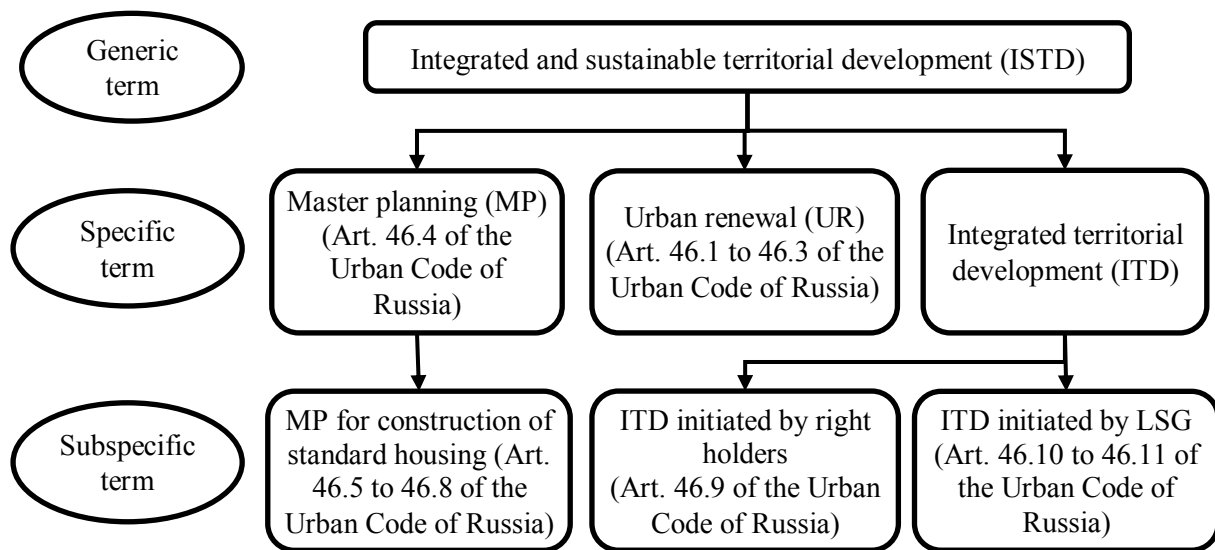 Generic
term
Integrated and sustainable territorial development (ISTD)
Specific
term
Master planning (MP)
(Art. 46.4 of the
Urban Code of
Russia)
Urban renewal (UR)
(Art. 46.1 to 46.3 of the
Urban Code of Russia)
Integrated territorial
development (ITD)
Subspecific
term
MP for construction of
standard housing (Art.
46.5 to 46.8 of the
Urban Code of Russia)
ITD initiated by right
holders
(Art. 46.9 of the Urban
Code of Russia)
ITD initiated by LSG
(Art. 46.10 to 46.11 of
the Urban Code of
Russia)